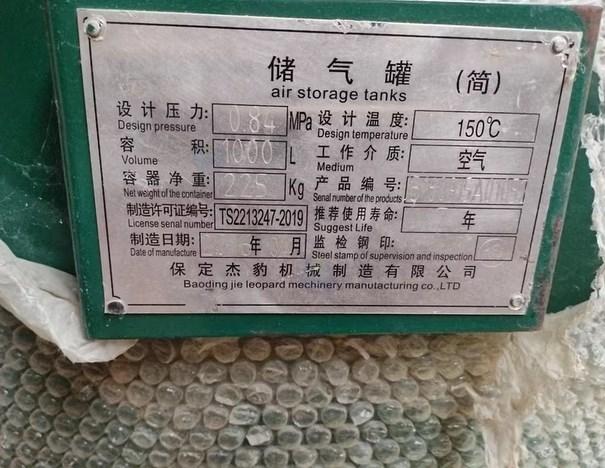 储气罐 (简)
air storage tanks
设计压力: 0.84 MPa 设计温度: 150℃
Design pressure Design temperature:
容积: 1000 L 工作介质: 空气
Volume Medium
容器净重: 225 Kg 产品编号:
Net weight of the container Senal number of the products
制造许可证编号: TS2213247-2019 推荐使用寿命: 年
License senal number Suggest Life
制造日期: 年 月 监检钢印:
Date of manufacture Steel stamp of supervision and inspection
保定杰豹机械制造有限公司
Baoding jie leopard mechinery manufacturing co.,LTD